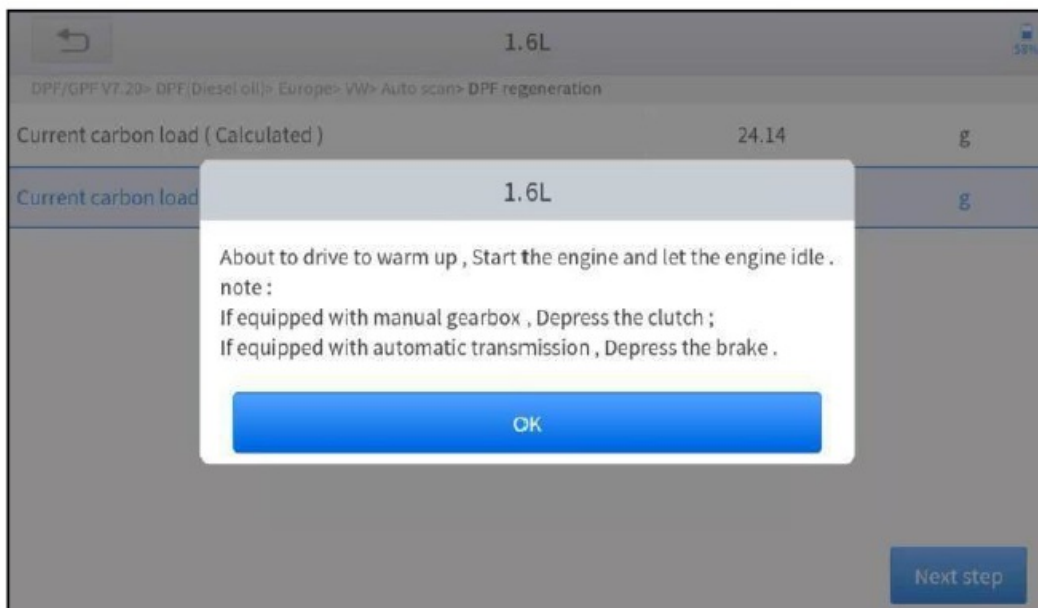 1.6L
58%
DPF/GPF V7.20> DPF(Diesel oil)> Europe> VW> Auto scan> DPF regeneration
Current carbon load ( Calculated ) 24.14 g
Current carbon load g
1.6L
About to drive to warm up , Start the engine and let the engine idle .
note :
If equipped with manual gearbox , Depress the clutch ;
If equipped with automatic transmission , Depress the brake .
OK
Next step